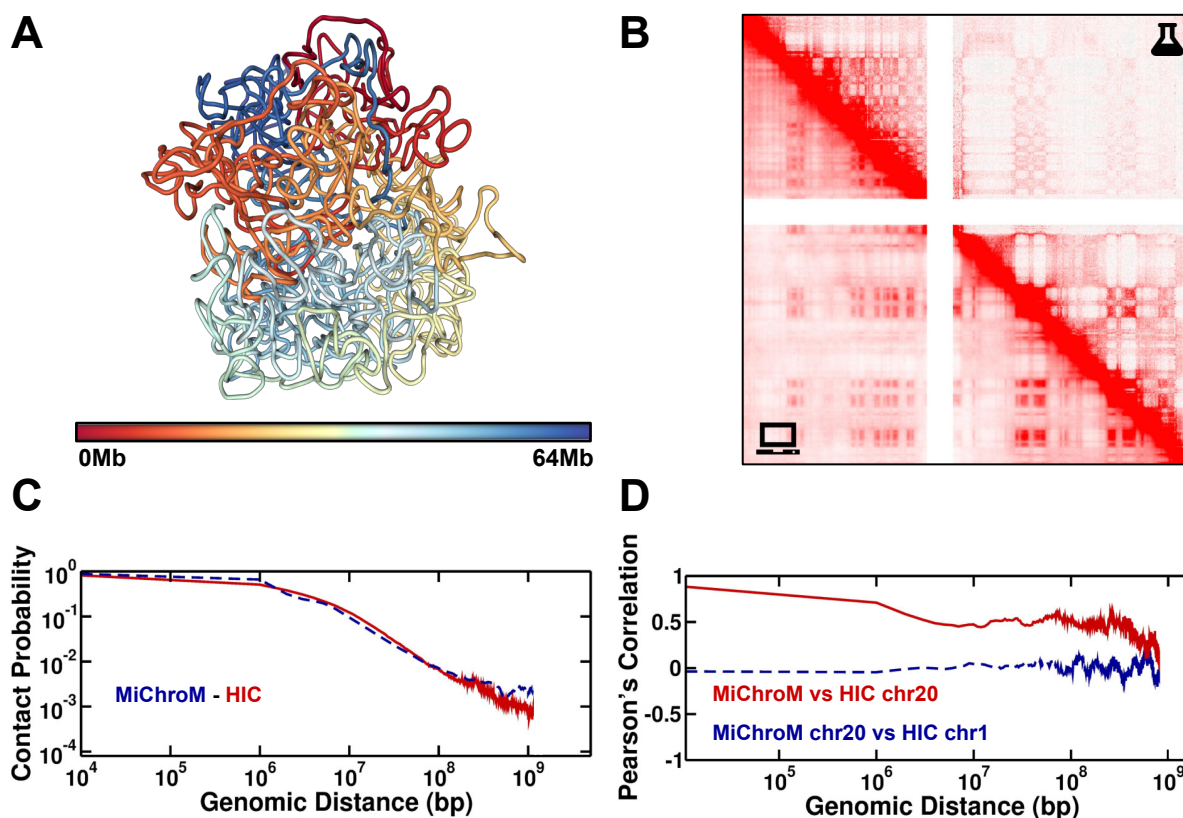 A
0Mb
64Mb
B
C
Contact Probability
10^0
10^-1
10^-2
10^-3
10^-4
MiChroM - HIC
10^4 10^5 10^6 10^7 10^8 10^9
Genomic Distance (bp)
D
Pearson's Correlation
1
0.5
0
-0.5
-1
MiChroM vs HIC chr20
MiChroM chr20 vs HIC chr1
10^5 10^6 10^7 10^8 10^9
Genomic Distance (bp)